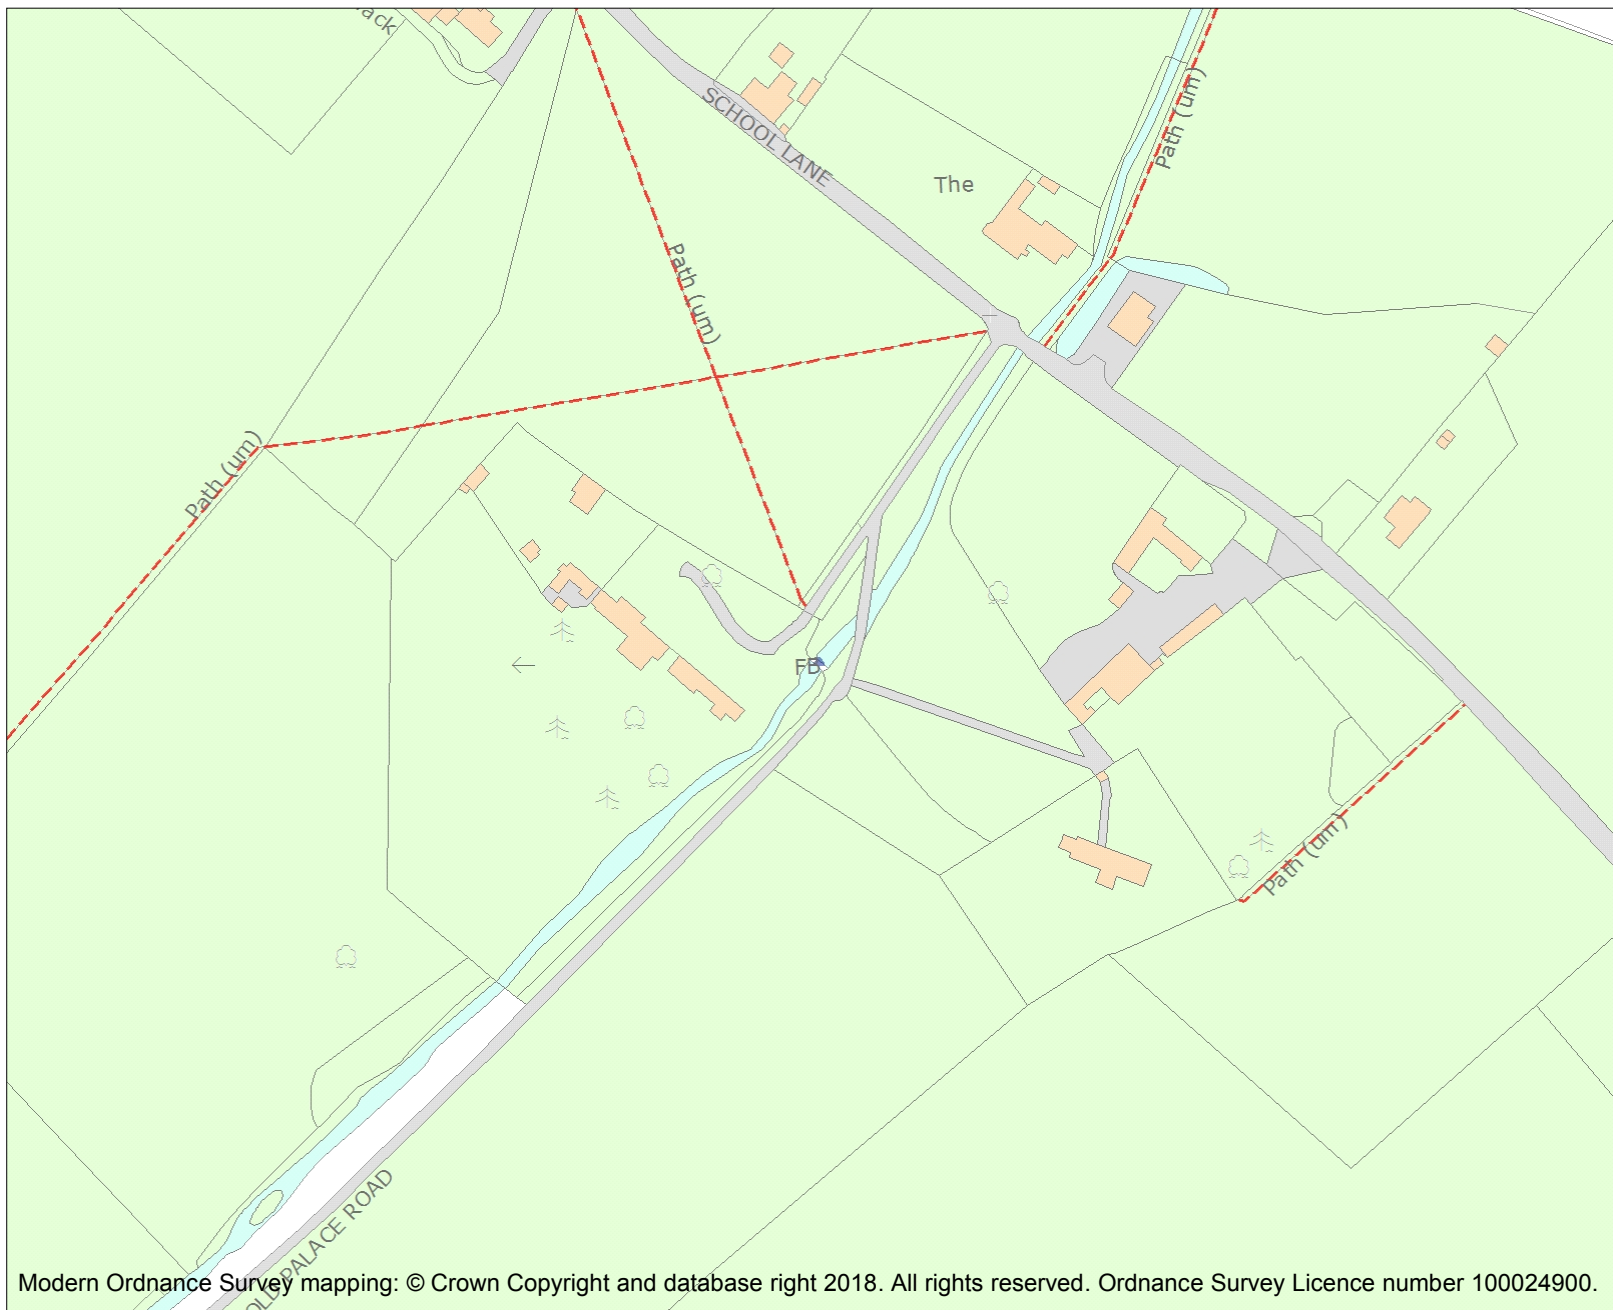 ack
SCHOOL LANE
Path (um)
The
Path (um)
Path (um)
FB
Path (um)
OLD PALACE ROAD
Modern Ordnance Survey mapping: © Crown Copyright and database right 2018. All rights reserved. Ordnance Survey Licence number 100024900.